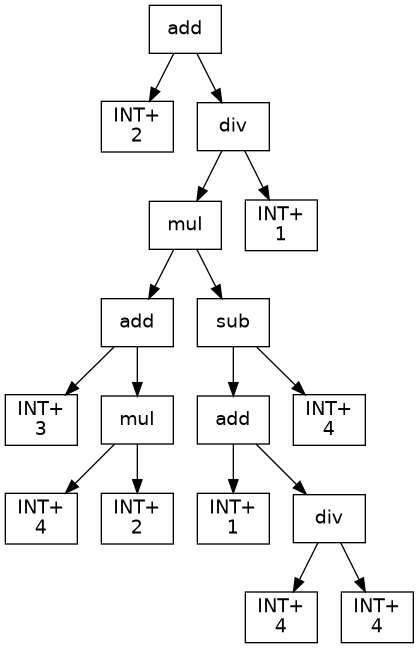 add
INT+
2
div
mul
INT+
1
add
sub
INT+
3
mul
add
INT+
4
INT+
4
INT+
2
INT+
1
div
INT+
4
INT+
4